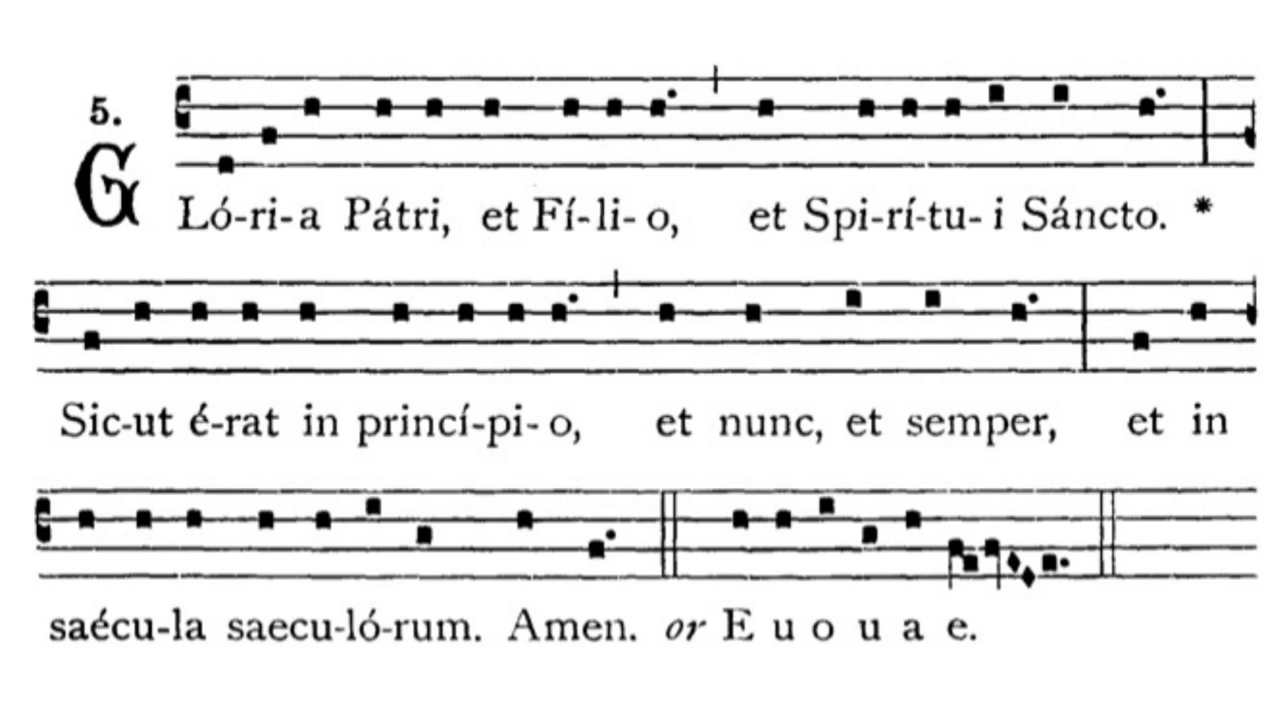 5.
GLó-ri-a Pátri, et Fí-li-o, et Spi-rí-tu-i Sáncto. *
Sic-ut é-rat in princí-pi-o, et nunc, et semper, et in
saécu-la saecu-ló-rum. Amen. or E u o u a e.